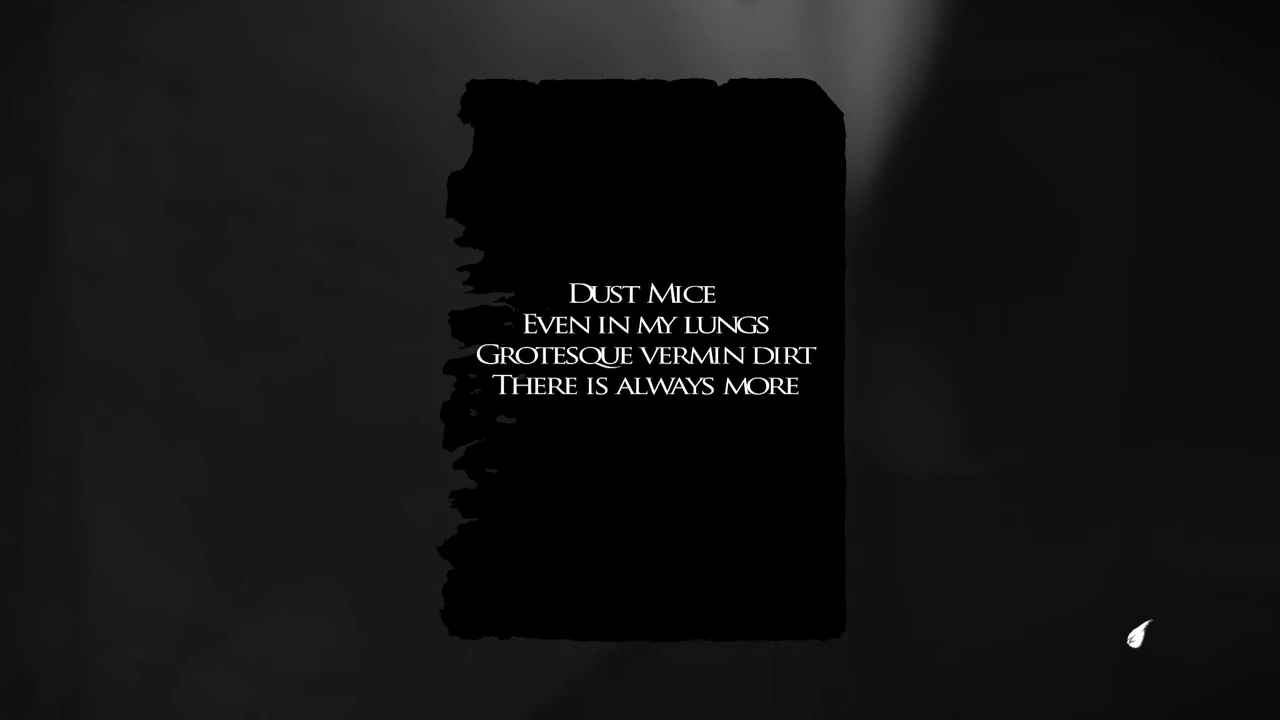 Dust Mice
Even in my lungs
Grotesque vermin dirt
There is always more